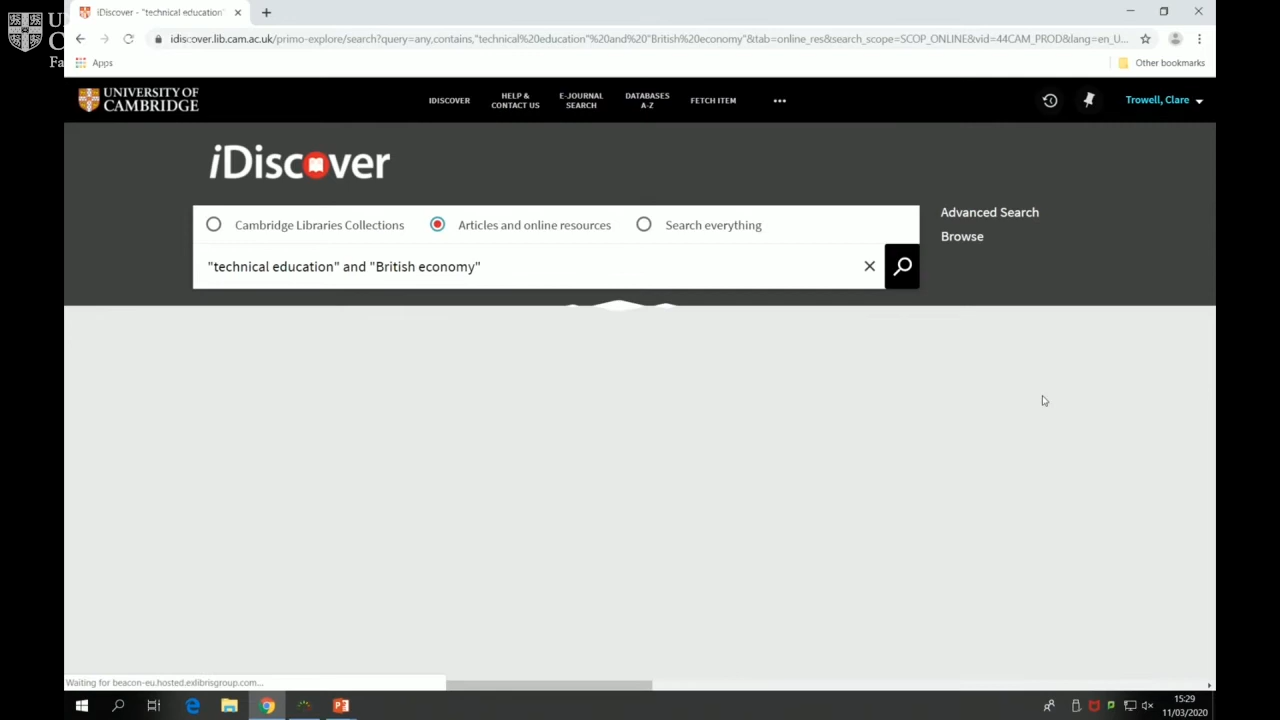 U
C
Fa
iDiscover - "technical education"
idiscover.lib.cam.ac.uk/primo-explore/search?query=any,contains,"technical%20education"%20and%20"British%20economy"&tab=online_res&search_scope=SCOP_ONLINE&vid=44CAM_PROD&lang=en_U...
Apps
Other bookmarks
UNIVERSITY OF
CAMBRIDGE
IDISCOVER
HELP &
CONTACT US
E-JOURNAL
SEARCH
DATABASES
A-Z
FETCH ITEM
Trowell, Clare
iDiscover
Cambridge Libraries Collections
Articles and online resources
Search everything
Advanced Search
Browse
"technical education" and "British economy"
Waiting for beacon-eu.hosted.exlibrisgroup.com...
15:29
11/03/2020